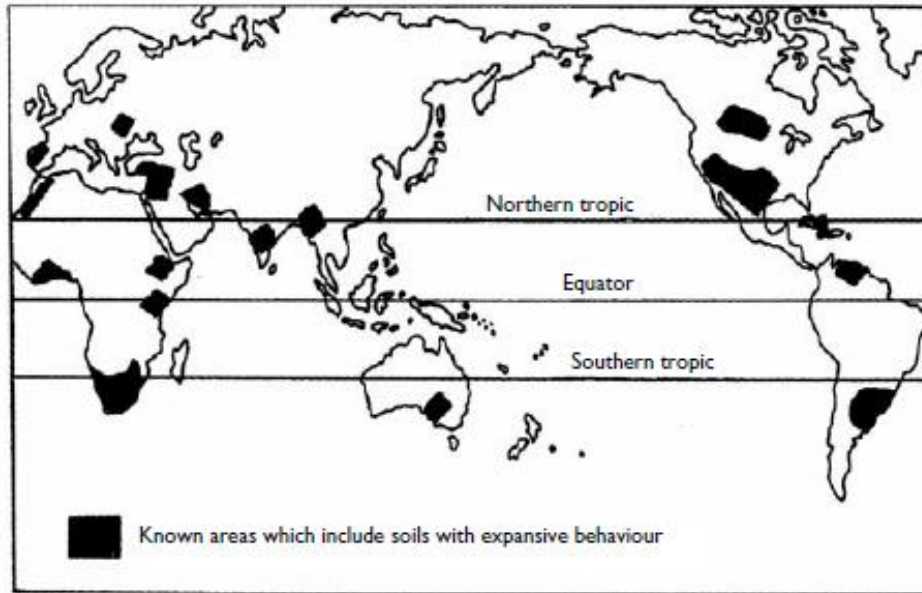 Northern tropic
Equator
Southern tropic
Known areas which include soils with expansive behaviour